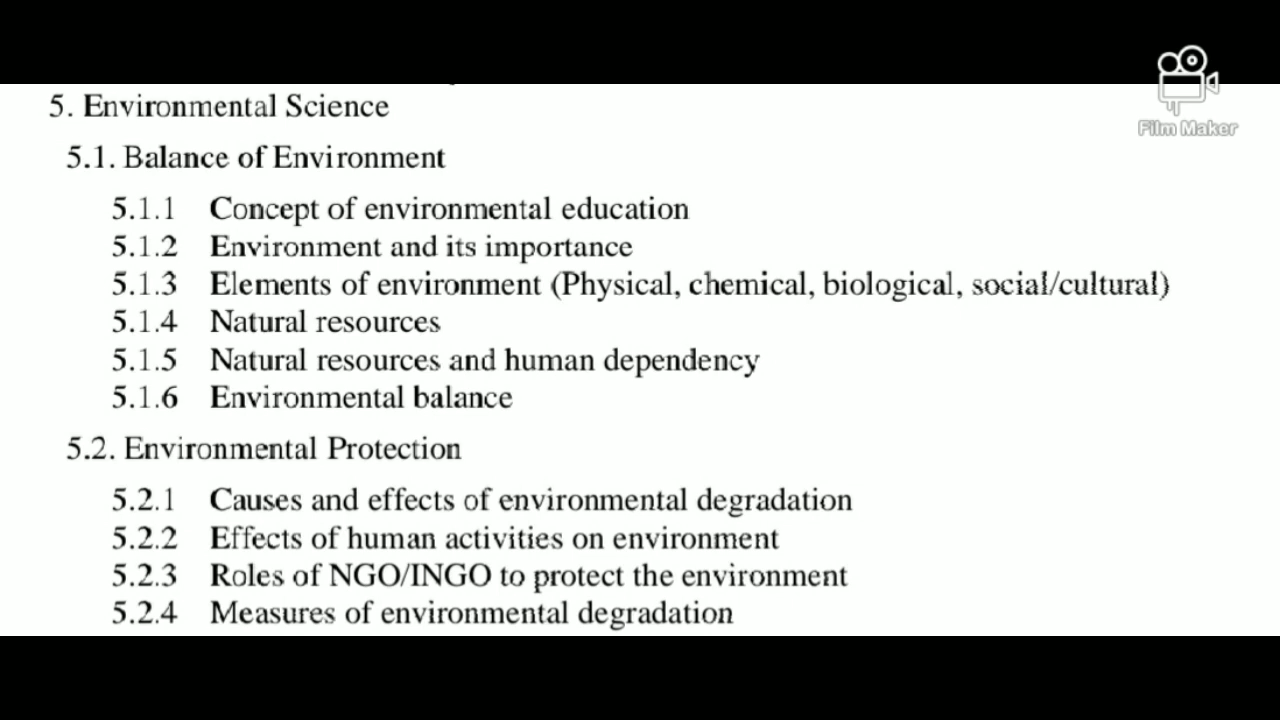 Film Maker
5. Environmental Science
5.1. Balance of Environment
5.1.1 Concept of environmental education
5.1.2 Environment and its importance
5.1.3 Elements of environment (Physical, chemical, biological, social/cultural)
5.1.4 Natural resources
5.1.5 Natural resources and human dependency
5.1.6 Environmental balance
5.2. Environmental Protection
5.2.1 Causes and effects of environmental degradation
5.2.2 Effects of human activities on environment
5.2.3 Roles of NGO/INGO to protect the environment
5.2.4 Measures of environmental degradation